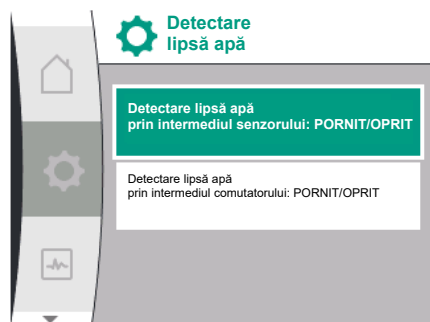 Detectare
lipsă apă
Detectare lipsă apă
prin intermediul senzorului: PORNIT/OPRIT
Detectare lipsă apă
prin intermediul comutatorului: PORNIT/OPRIT